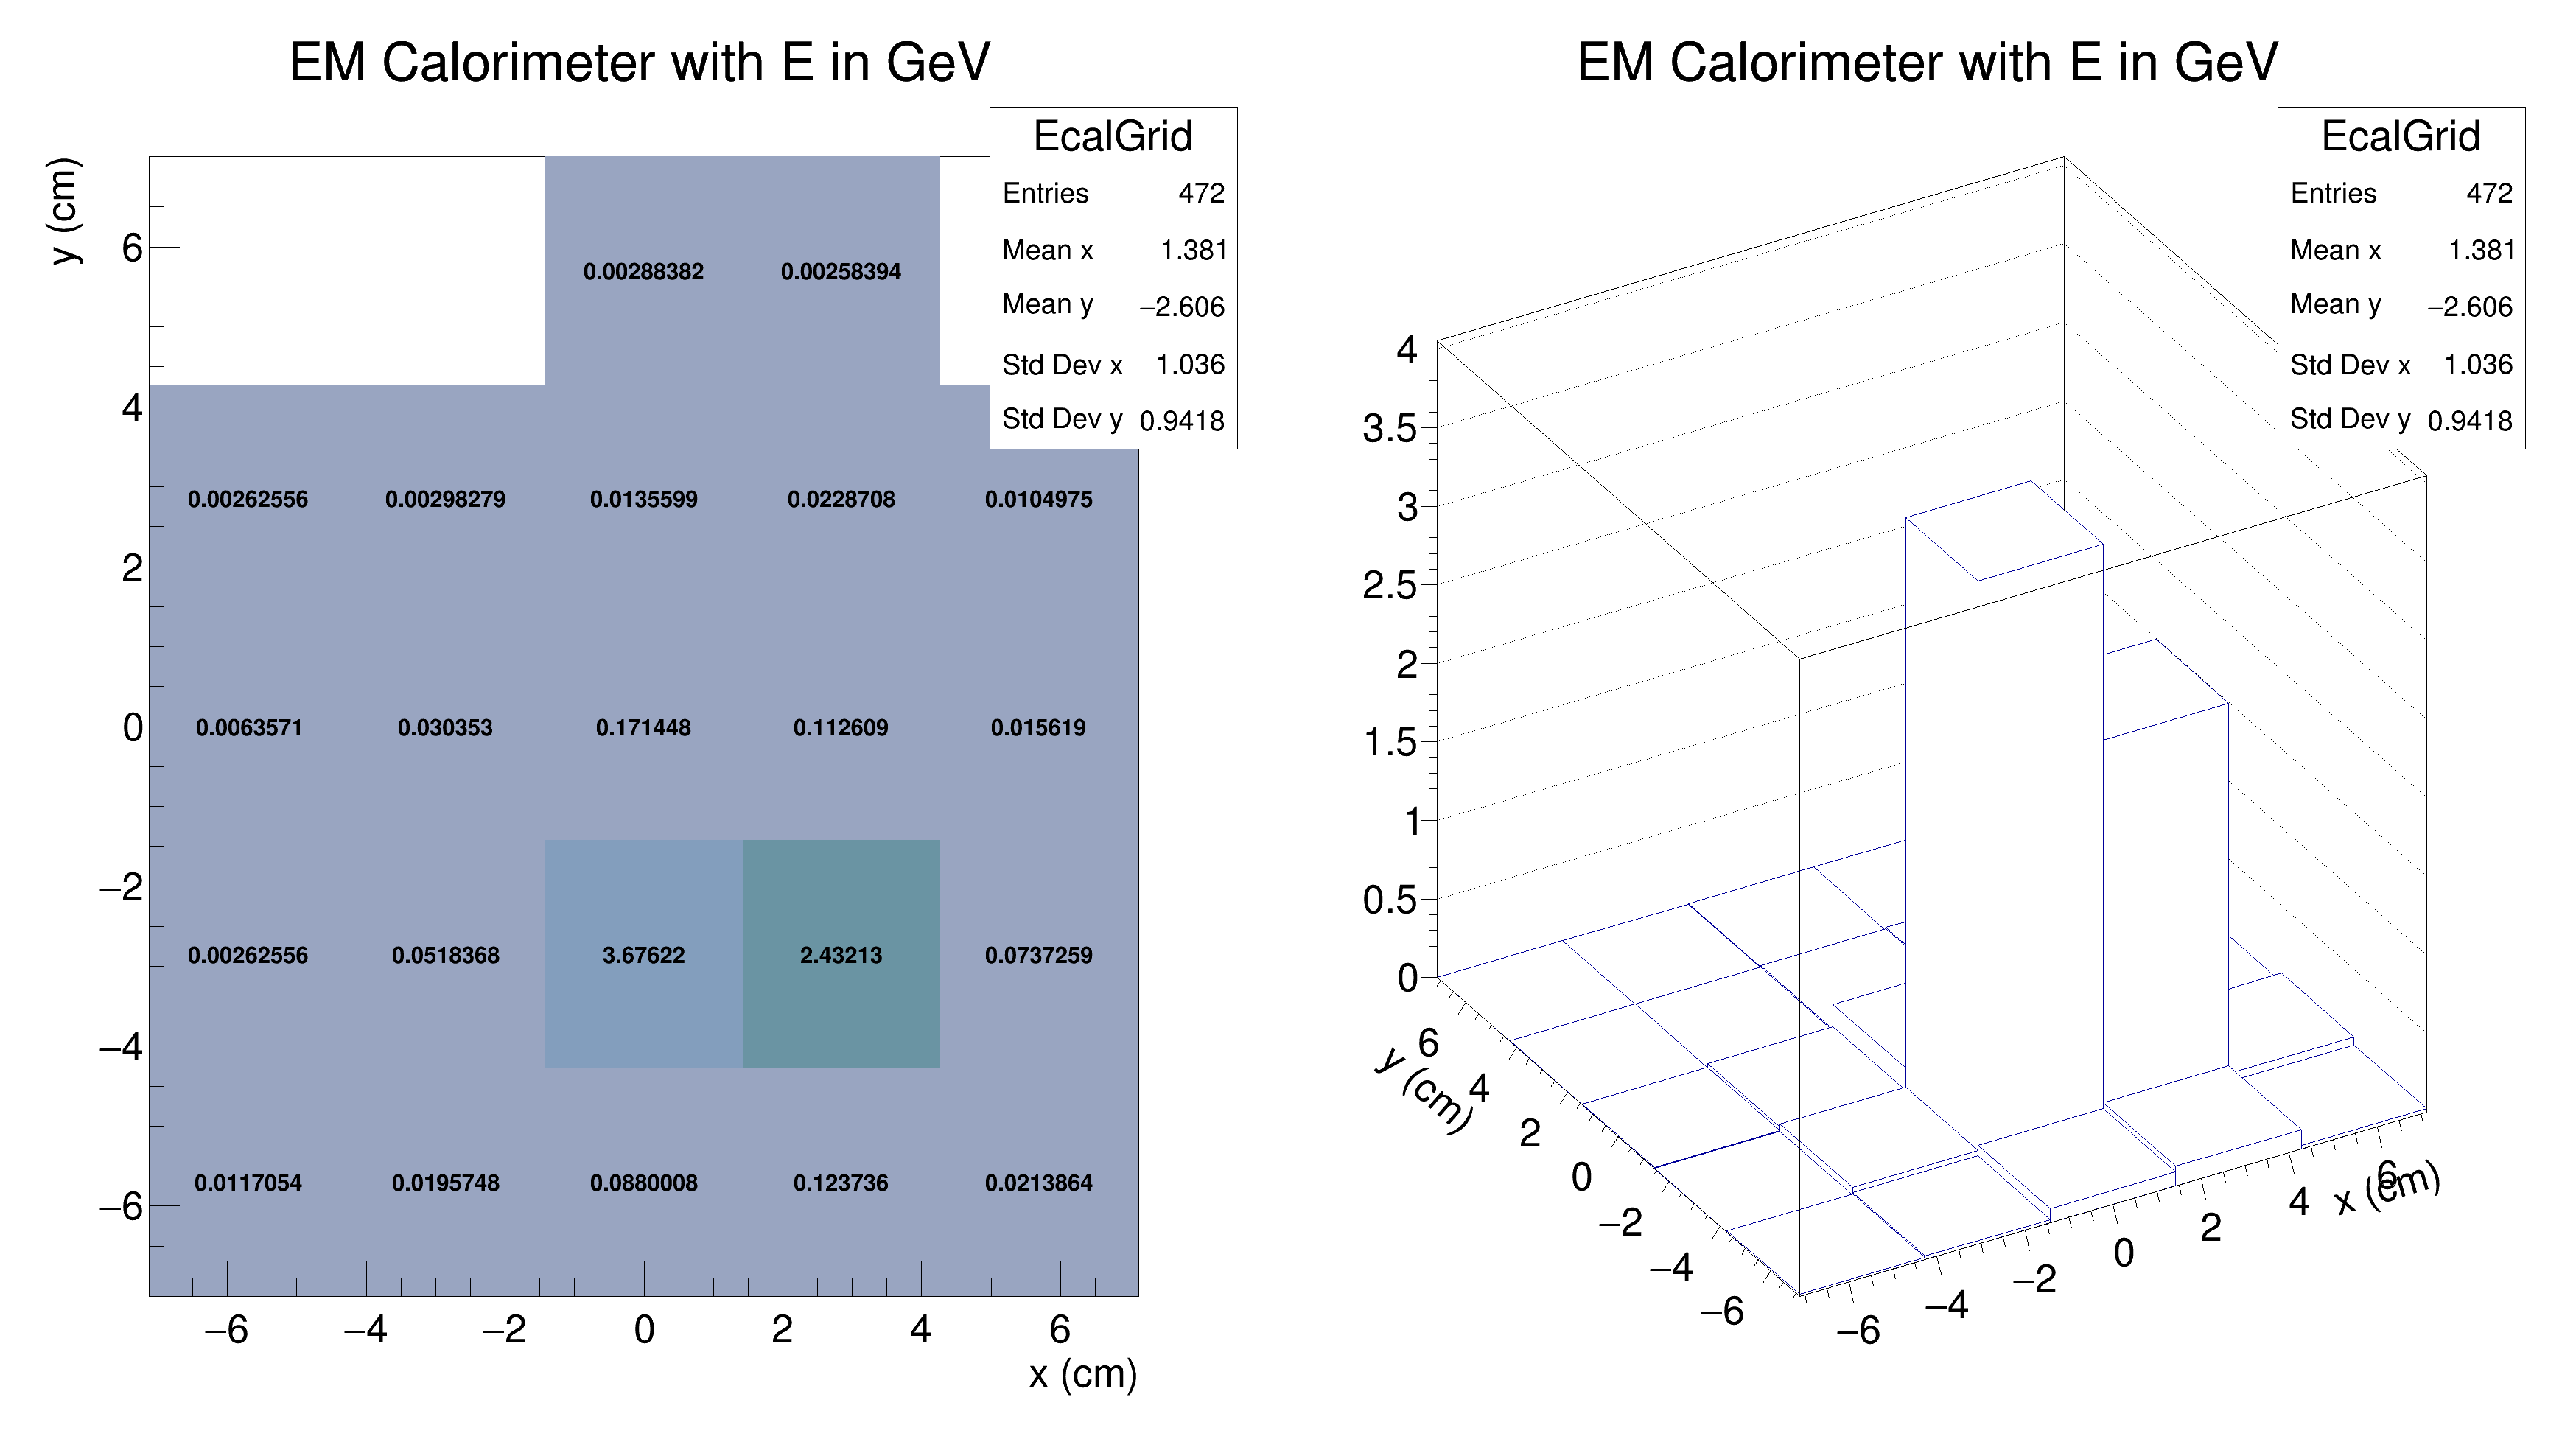 EM Calorimeter with E in GeV
EcalGrid
Entries 472
Mean x 1.381
Mean y −2.606
Std Dev x 1.036
Std Dev y 0.9418
y (cm)
6
4
2
0
−2
−4
−6
0.00288382 0.00258394
0.00262556 0.00298279 0.0135599 0.0228708 0.0104975
0.0063571 0.030353 0.171448 0.112609 0.015619
0.00262556 0.0518368 3.67622 2.43213 0.0737259
0.0117054 0.0195748 0.0880008 0.123736 0.0213864
−6 −4 −2 0 2 4 6
x (cm)
EM Calorimeter with E in GeV
EcalGrid
Entries 472
Mean x 1.381
Mean y −2.606
Std Dev x 1.036
Std Dev y 0.9418
4
3.5
3
2.5
2
1.5
1
0.5
0
6
4
2
0
−2
−4
−6
y (cm)
−6 −4 −2 0 2 4 6
x (cm)